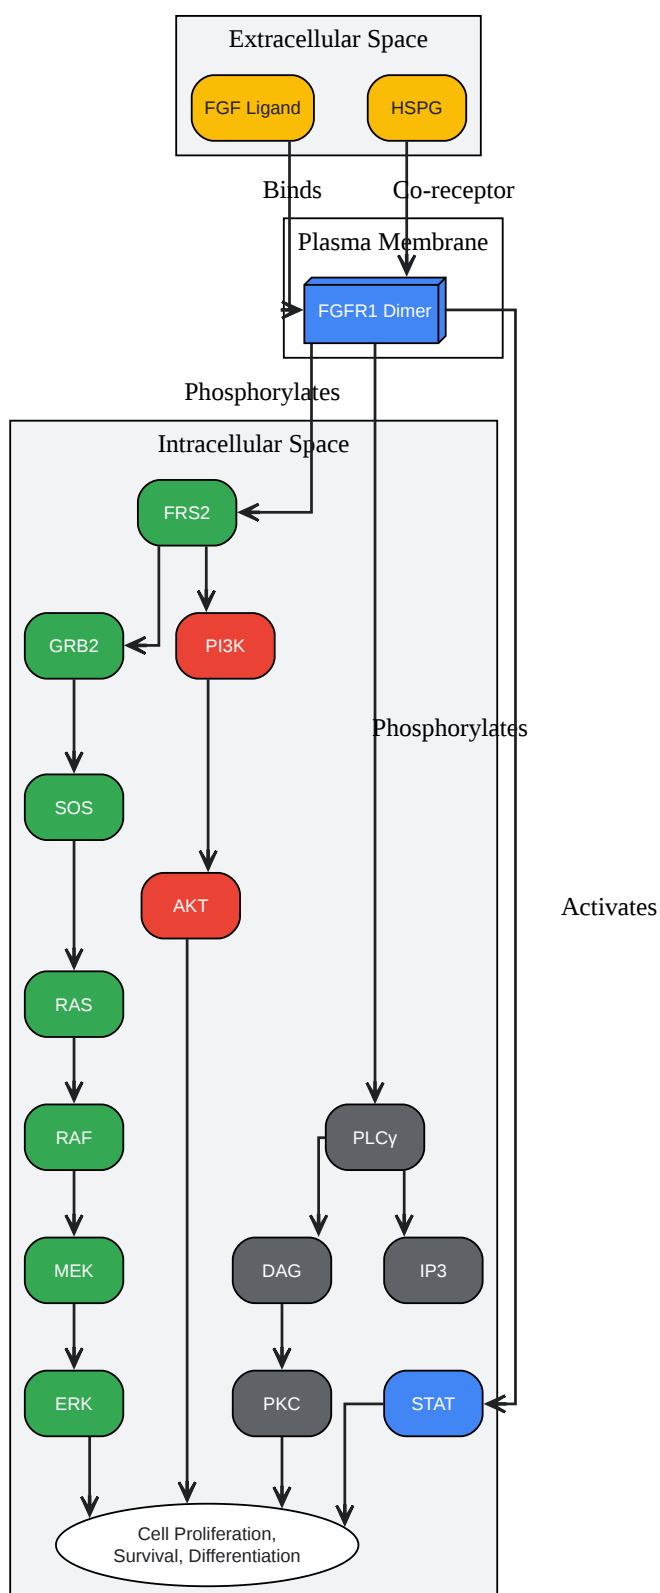 Extracellular Space
FGF Ligand
HSPG
Binds
Co-receptor
Plasma Membrane
FGFR1 Dimer
Phosphorylates
Intracellular Space
FRS2
GRB2
PI3K
Phosphorylates
SOS
AKT
Activates
RAS
RAF
PLCγ
MEK
DAG
IP3
ERK
PKC
STAT
Cell Proliferation,
Survival, Differentiation